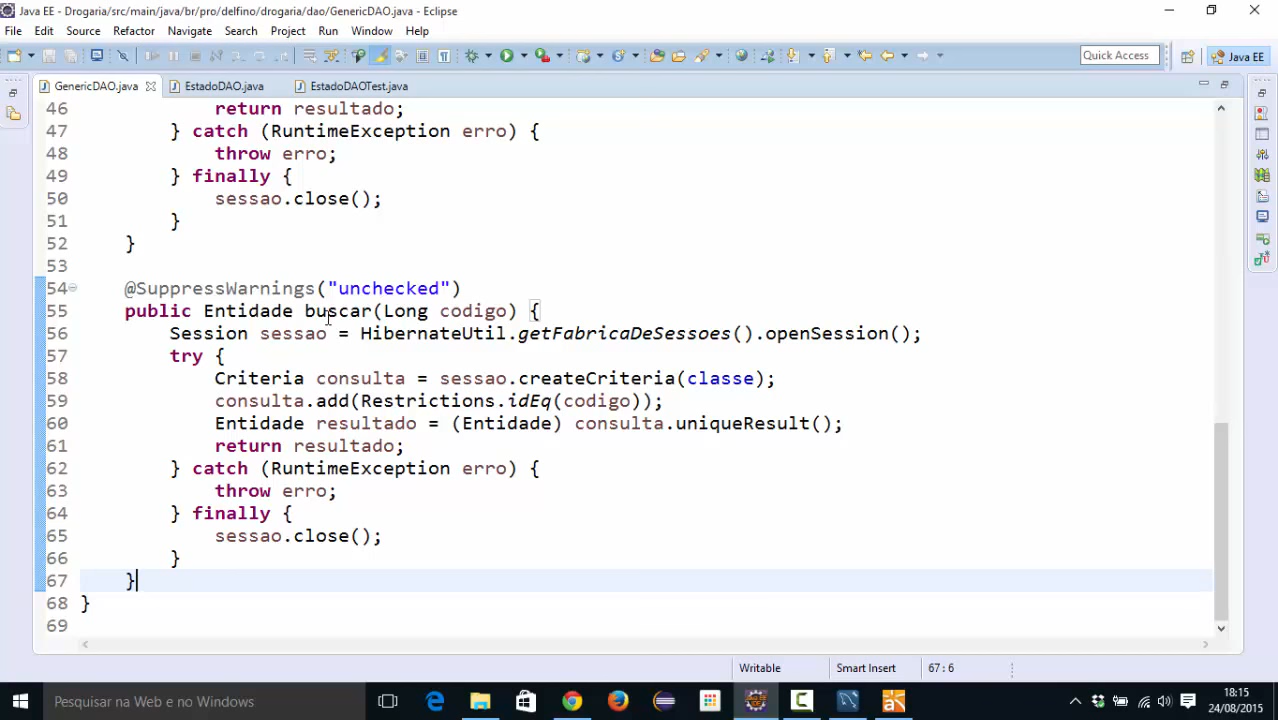 Java EE - Drogaria/src/main/java/br/pro/delfino/drogaria/dao/GenericDAO.java - Eclipse
File Edit Source Refactor Navigate Search Project Run Window Help
Quick Access Java EE
GenericDAO.java EstadoDAO.java EstadoDAOTest.java
46 return resultado;
47 } catch (RuntimeException erro) {
48 throw erro;
49 } finally {
50 sessao.close();
51 }
52 }
53
54 @SuppressWarnings("unchecked")
55 public Entidade buscar(Long codigo) {
56 Session sessao = HibernateUtil.getFabricaDeSessoes().openSession();
57 try {
58 Criteria consulta = sessao.createCriteria(classe);
59 consulta.add(Restrictions.idEq(codigo));
60 Entidade resultado = (Entidade) consulta.uniqueResult();
61 return resultado;
62 } catch (RuntimeException erro) {
63 throw erro;
64 } finally {
65 sessao.close();
66 }
67 }
68 }
69
Writable Smart Insert 67 : 6
Pesquisar na Web e no Windows
18:15
24/08/2015